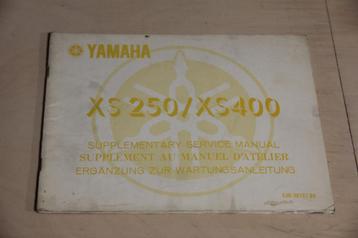 YAMAHA
XS 250/XS400
SUPPLEMENTARY SERVICE MANUAL
SUPPLEMENT AU MANUEL D'ATELIER
ERGÄNZUNG ZUR WARTUNGSANLEITUNG